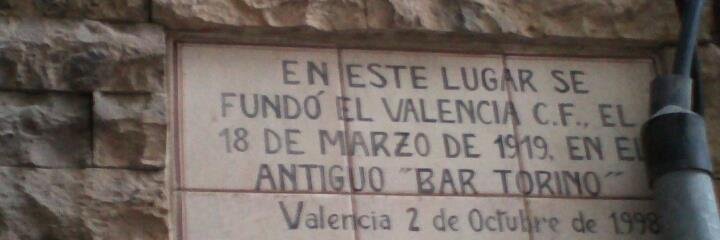 EN ESTE LUGAR SE
FUNDÓ EL VALENCIA C.F., EL
18 DE MARZO DE 1919, EN EL
ANTIGUO "BAR TORINO"
Valencia 2 de Octubre de 1998